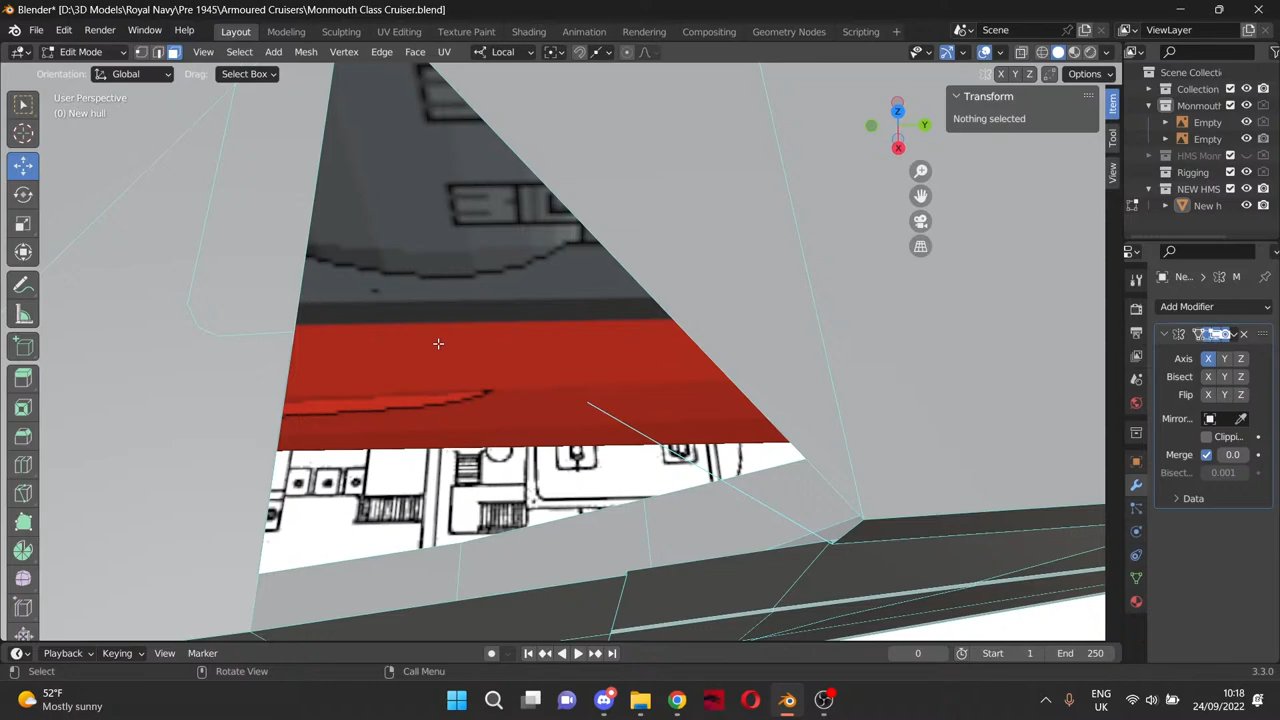 Blender* [D:\3D Models\Royal Navy\Pre 1945\Armoured Cruisers\Monmouth Class Cruiser.blend]
File Edit Render Window Help Layout Modeling Sculpting UV Editing Texture Paint Shading Animation Rendering Compositing Geometry Nodes Scripting + Scene ViewLayer
Edit Mode View Select Add Mesh Vertex Edge Face UV Local
Orientation: Global Drag: Select Box X Y Z Options
User Perspective
(0) New hull
Transform
Nothing selected
Z
Y
X
Item
Tool
View
Scene Collecti
Collection
Monmout
Empty
Empty
HMS Monr
Rigging
NEW HMS
New h
Ne... M
Add Modifier
Axis X Y Z
Bisect X Y Z
Flip X Y Z
Mirror...
Clippi...
Merge 0.0
Bisect... 0.001
Data
Playback Keying View Marker 0 Start 1 End 250
Select Rotate View Call Menu 3.3.0
52°F
Mostly sunny
ENG
UK
10:18
24/09/2022